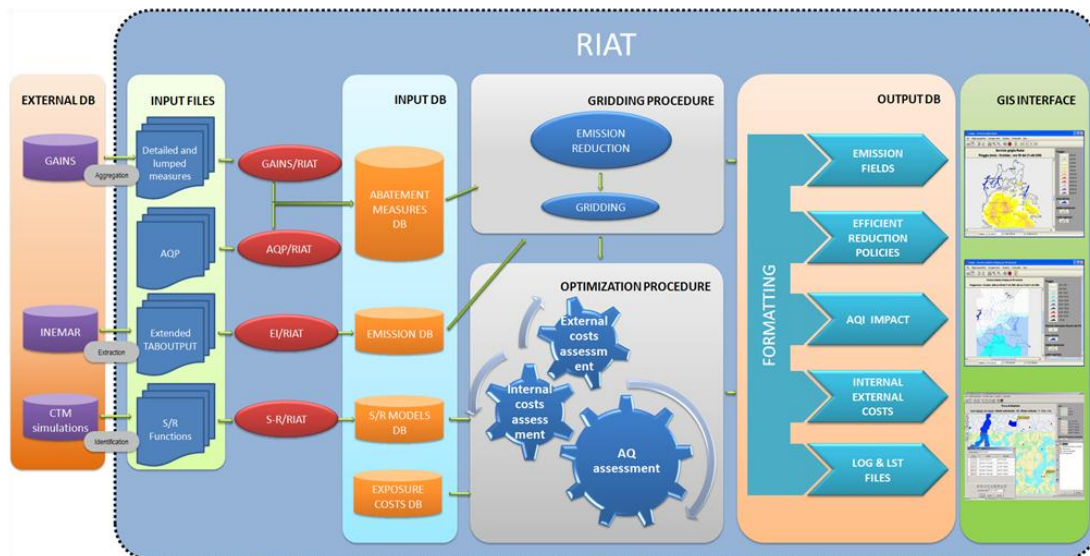 RIAT
EXTERNAL DB
GAINS
INEMAR
CTM
simulations
Aggregation
Extraction
Identification
INPUT FILES
Detailed and
lumped
measures
AQP
Extended
TABOUTPUT
S/R
Functions
GAINS/RIAT
AQP/RIAT
EI/RIAT
S-R/RIAT
INPUT DB
ABATEMENT
MEASURES
DB
EMISSION DB
S/R MODELS
DB
EXPOSURE
COSTS DB
GRIDDING PROCEDURE
EMISSION
REDUCTION
GRIDDING
OPTIMIZATION PROCEDURE
External
costs
assessm
ent
Internal
costs
assess
ment
AQ
assessment
OUTPUT DB
FORMATTING
EMISSION
FIELDS
EFFICIENT
REDUCTION
POLICIES
AQI IMPACT
INTERNAL
EXTERNAL
COSTS
LOG & LST
FILES
GIS INTERFACE